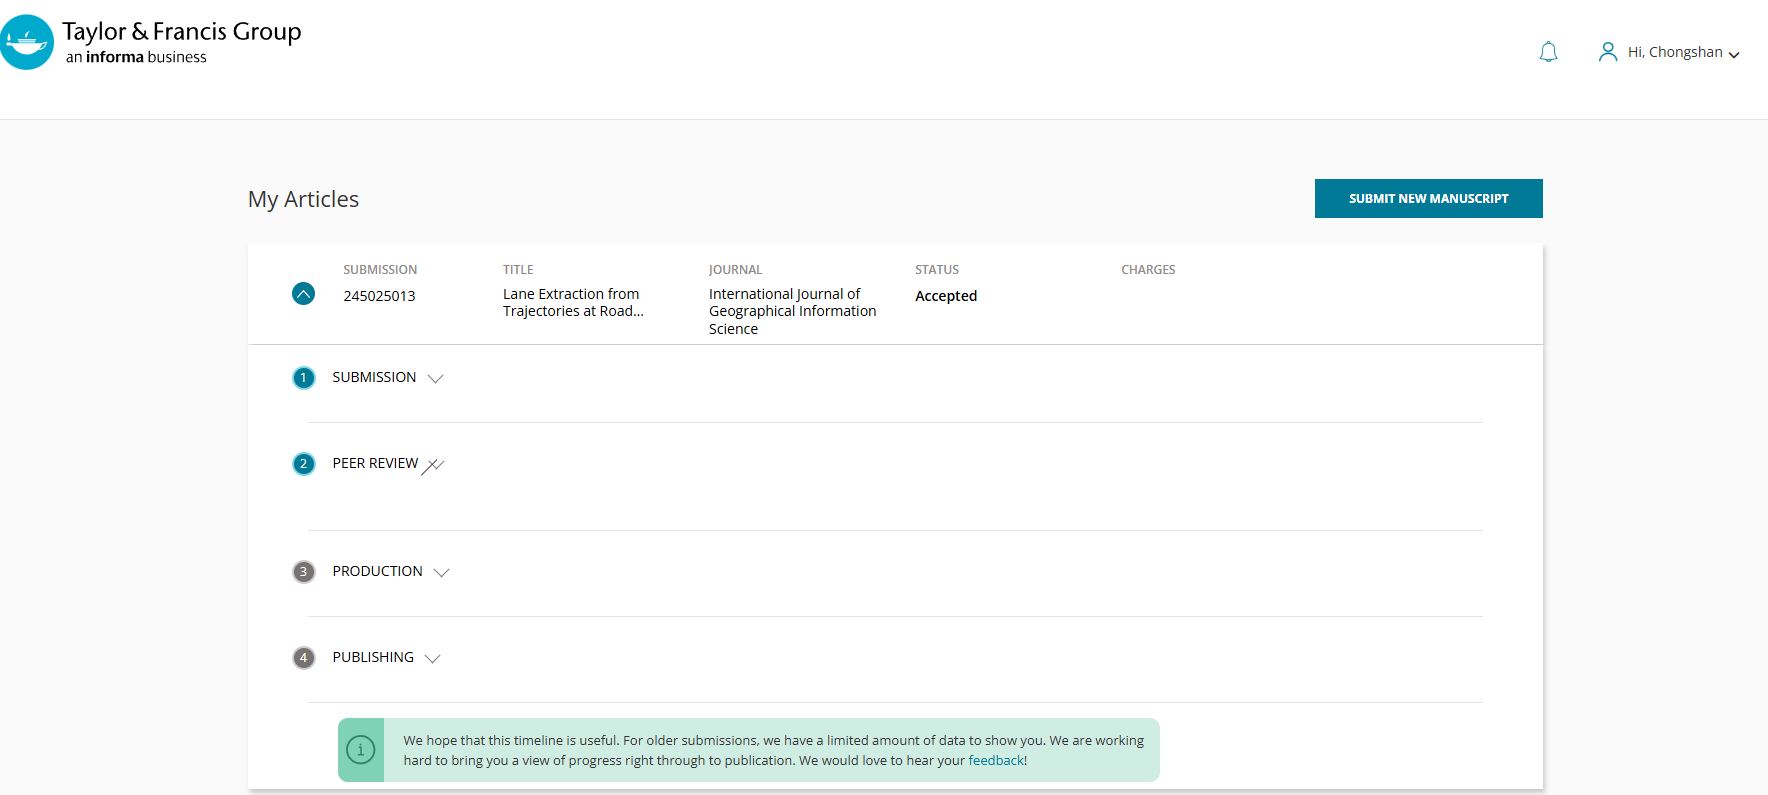 Taylor & Francis Group
an informa business
Hi, Chongshan
My Articles
SUBMIT NEW MANUSCRIPT
SUBMISSION
TITLE
JOURNAL
STATUS
CHARGES
245025013
Lane Extraction from
Trajectories at Road...
International Journal of
Geographical Information
Science
Accepted
1 SUBMISSION
2 PEER REVIEW
3 PRODUCTION
4 PUBLISHING
i
We hope that this timeline is useful. For older submissions, we have a limited amount of data to show you. We are working
hard to bring you a view of progress right through to publication. We would love to hear your feedback!